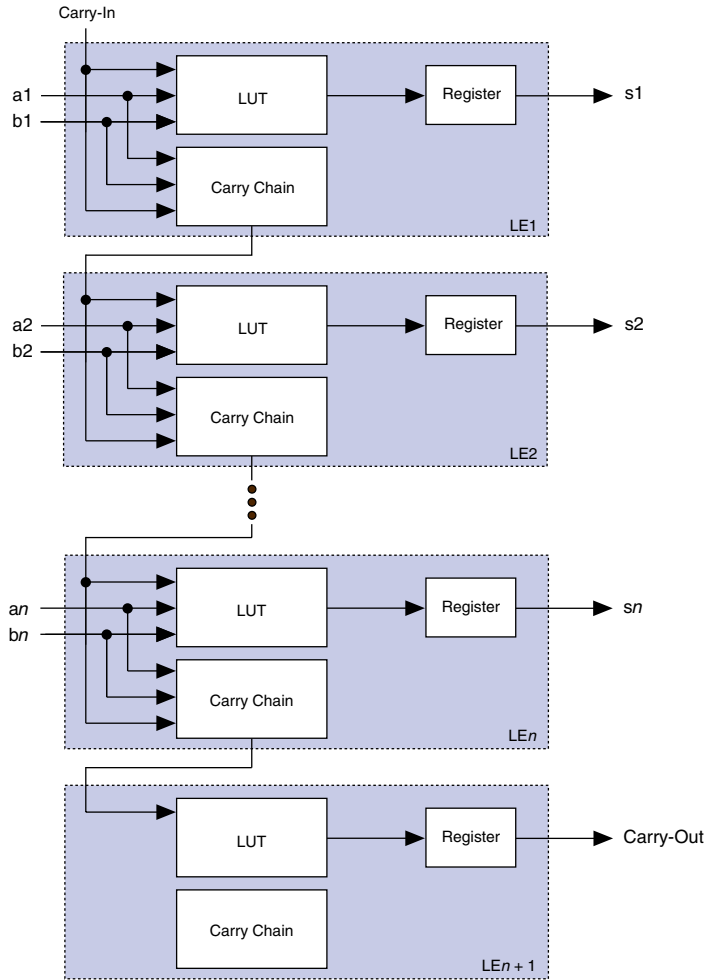 Carry-In
a1
b1
LUT
Register
s1
Carry Chain
LE1
a2
b2
LUT
Register
s2
Carry Chain
LE2
an
bn
LUT
Register
sn
Carry Chain
LEn
LUT
Register
Carry-Out
Carry Chain
LEn + 1